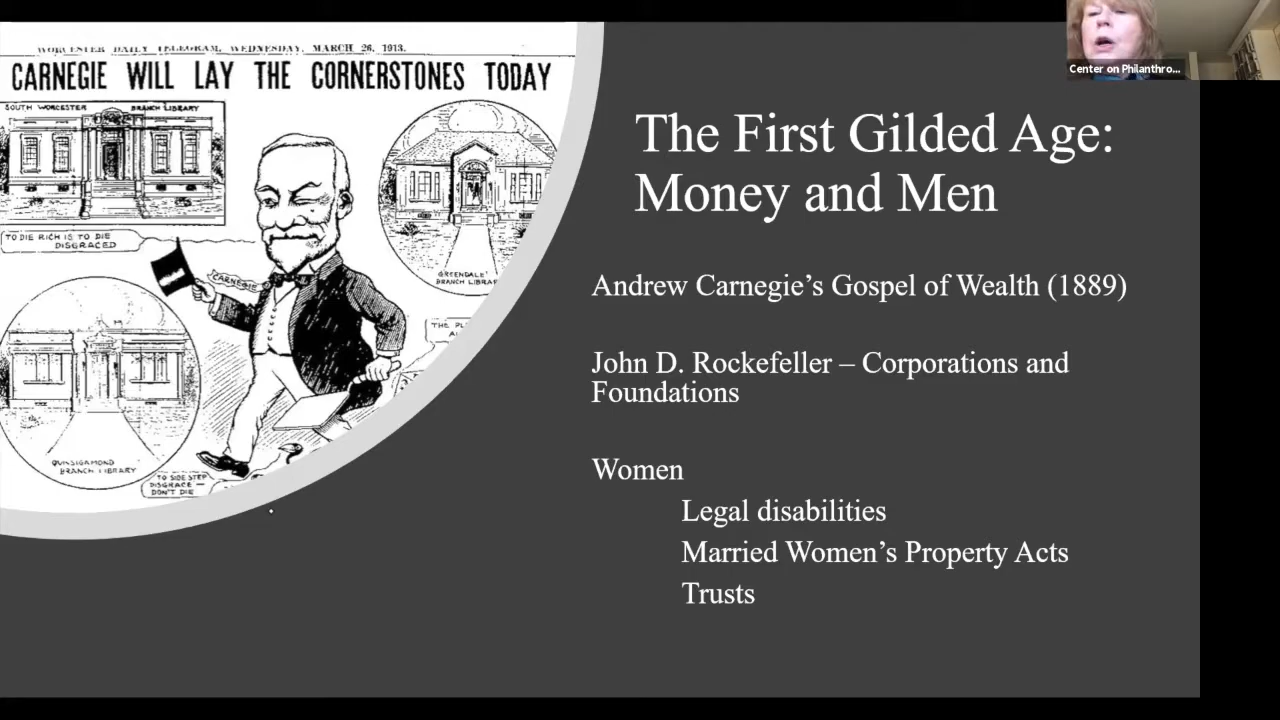 WORCESTER DAILY TELEGRAM, WEDNESDAY, MARCH 26, 1913.
CARNEGIE WILL LAY THE CORNERSTONES TODAY
SOUTH WORCESTER BRANCH LIBRARY
TO DIE RICH IS TO DIE
DISGRACED
CARNEGIE
GREENDALE
BRANCH LIBRA
THE PL
QUINSIGAMOND
BRANCH LIBRARY
TO SIDE STEP
DISGRACE —
DON'T DIE
Center on Philanthro...
The First Gilded Age:
Money and Men
Andrew Carnegie’s Gospel of Wealth (1889)
John D. Rockefeller – Corporations and
Foundations
Women
Legal disabilities
Married Women’s Property Acts
Trusts